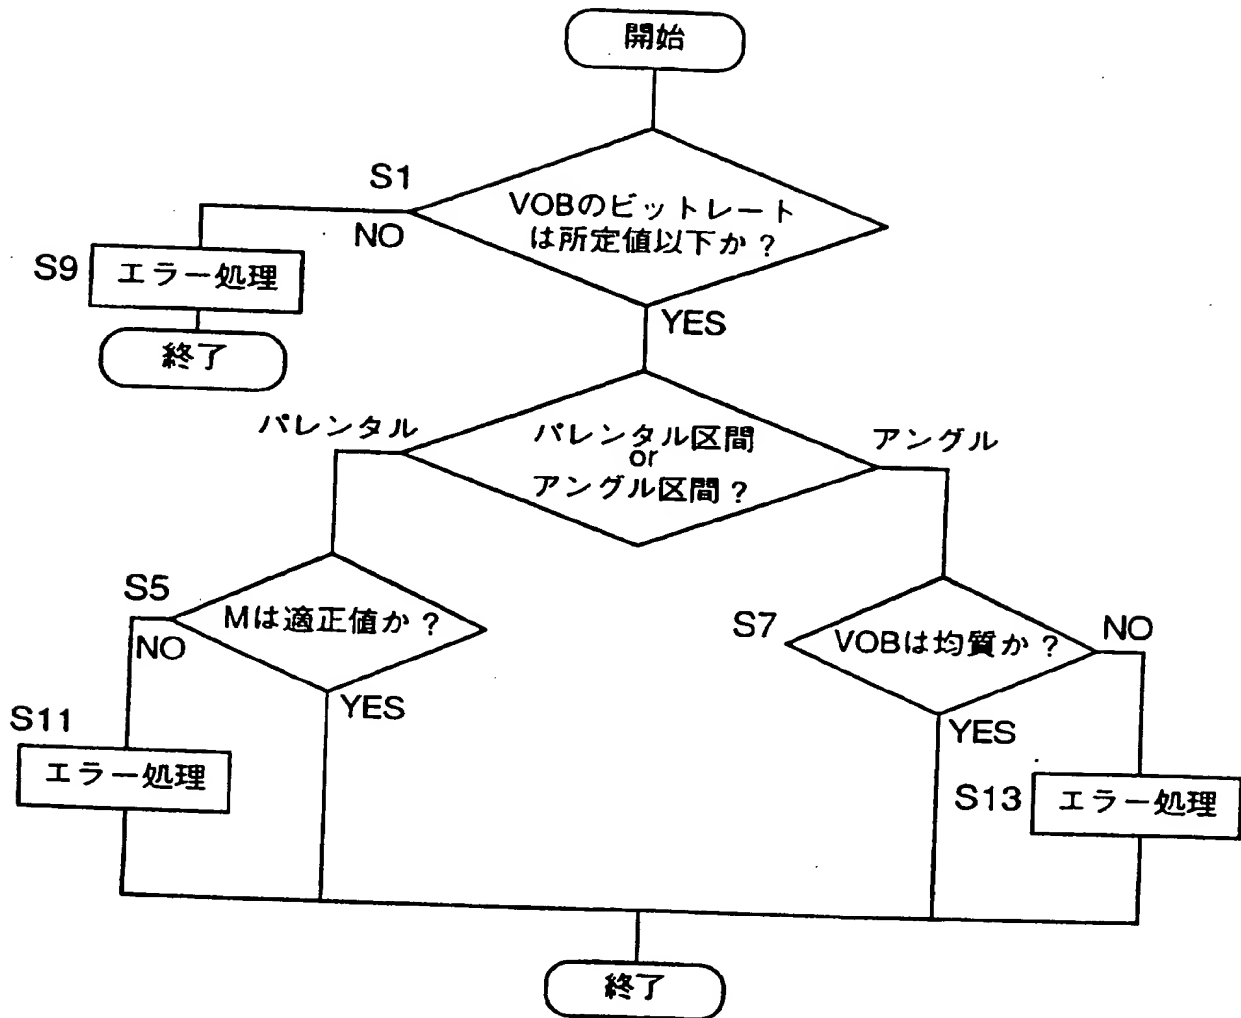 開始
S1
VOBのビットレート
は所定値以下か？
NO
S9
エラー処理
YES
終了
パレンタル
パレンタル区間
or
アングル区間？
アングル
S5
Mは適正値か？
NO
YES
S7
VOBは均質か？
NO
YES
S11
エラー処理
S13
エラー処理
終了